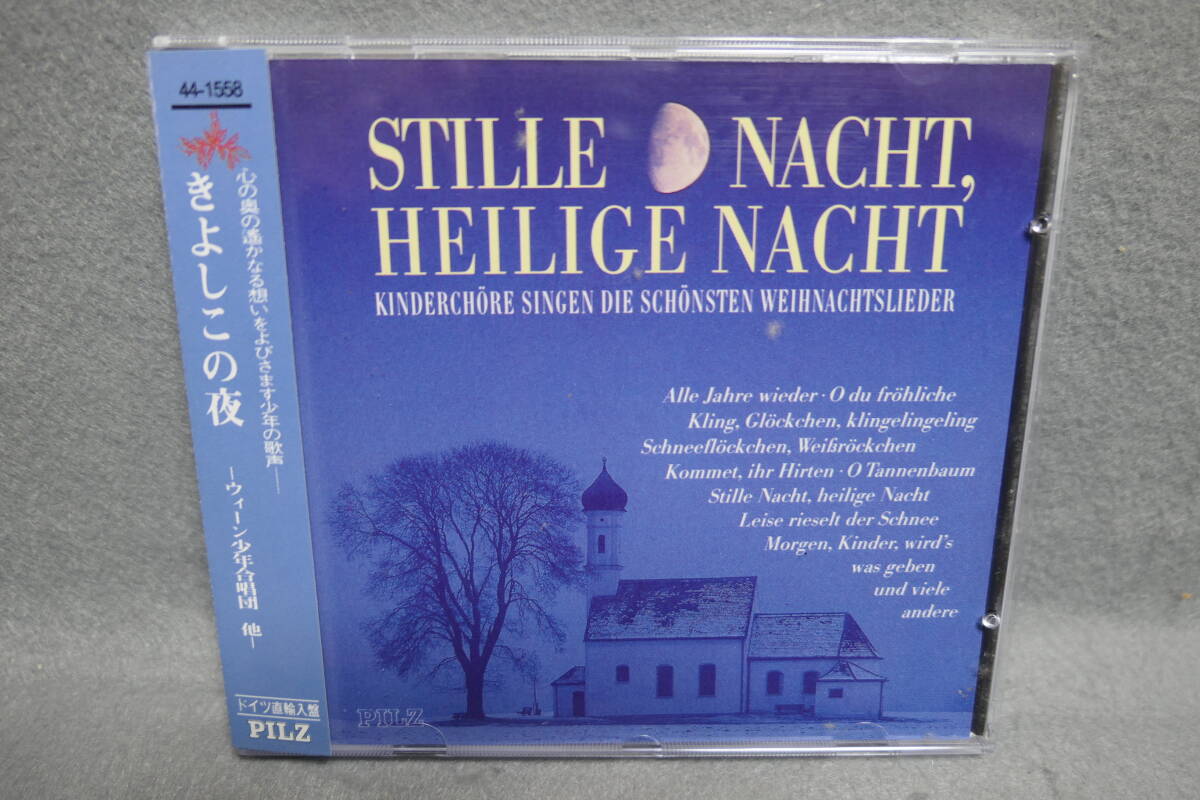 44-1558
心の奥の遙かなる想いをよびさます少年の歌声—
きよしこの夜
—ウィーン少年合唱団 他—
ドイツ直輸入盤
PILZ
STILLE NACHT,
HEILIGE NACHT
KINDERCHÖRE SINGEN DIE SCHÖNSTEN WEIHNACHTSLIEDER
Alle Jahre wieder · O du fröhliche
Kling, Glöckchen, klingelingeling
Schneeflöckchen, Weißröckchen
Kommet, ihr Hirten · O Tannenbaum
Stille Nacht, heilige Nacht
Leise rieselt der Schnee
Morgen, Kinder, wird's
was geben
und viele
andere
PILZ